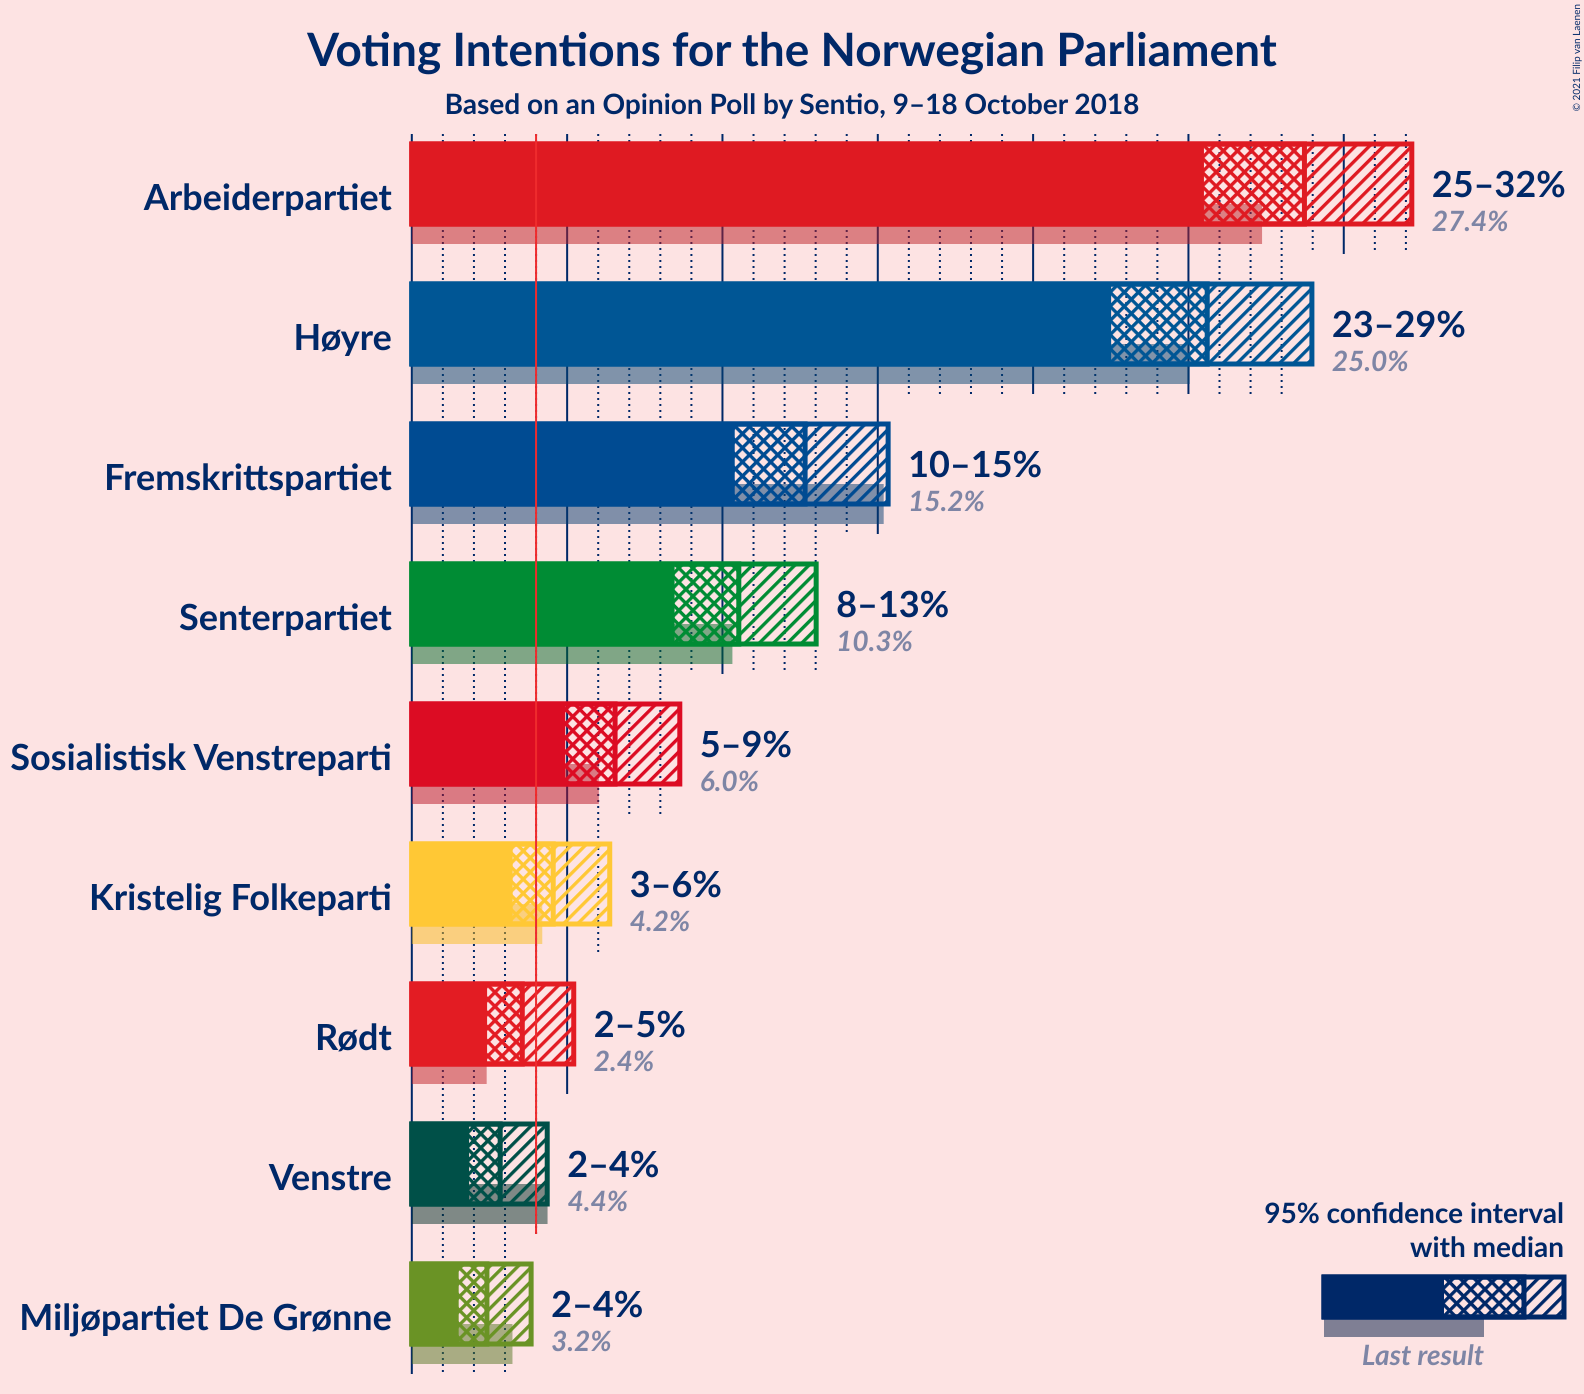 Voting Intentions for the Norwegian Parliament
Based on an Opinion Poll by Sentio, 9–18 October 2018
© 2021 Filip van Laenen
Arbeiderpartiet
25–32%
27.4%
Høyre
23–29%
25.0%
Fremskrittspartiet
10–15%
15.2%
Senterpartiet
8–13%
10.3%
Sosialistisk Venstreparti
5–9%
6.0%
Kristelig Folkeparti
3–6%
4.2%
Rødt
2–5%
2.4%
Venstre
2–4%
4.4%
Miljøpartiet De Grønne
2–4%
3.2%
95% confidence interval
with median
Last result